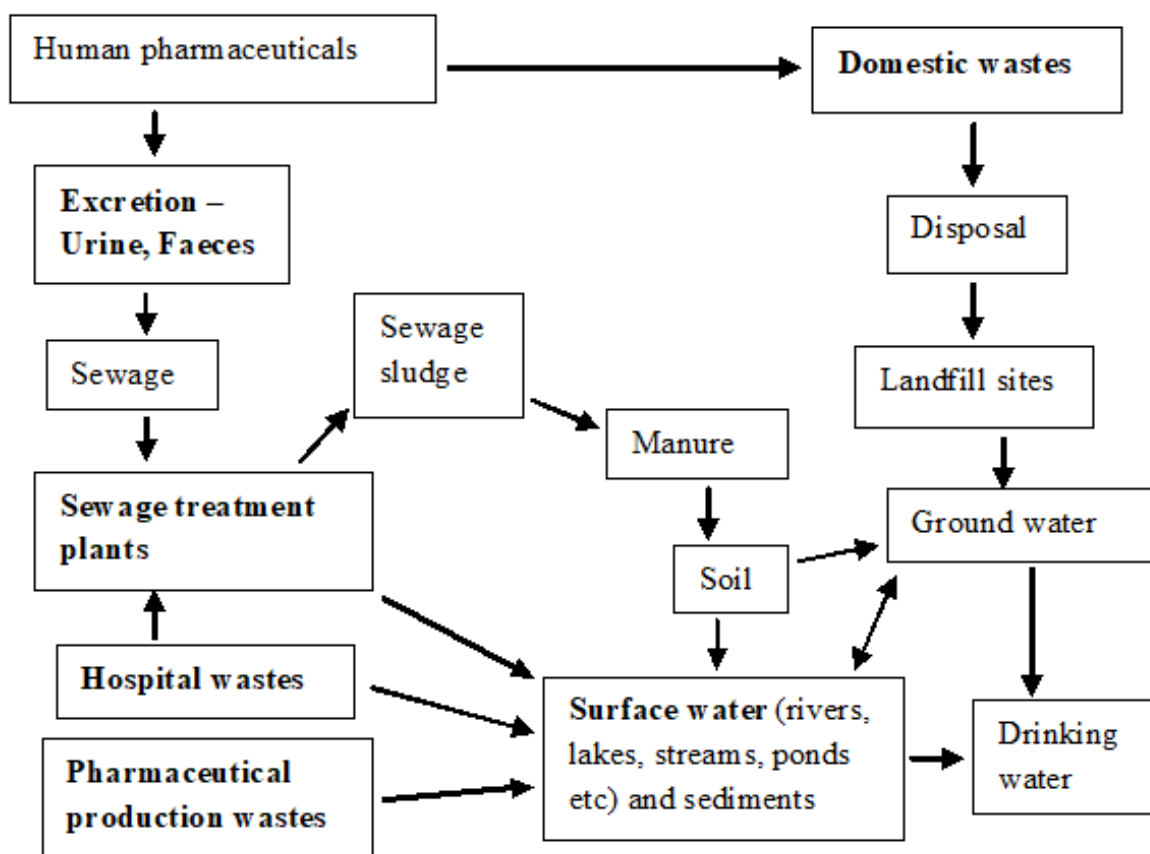 Human pharmaceuticals
Domestic wastes
Excretion –
Urine, Faeces
Disposal
Sewage
Sewage
sludge
Landfill sites
Manure
Sewage treatment
plants
Ground water
Soil
Hospital wastes
Surface water (rivers,
lakes, streams, ponds
etc) and sediments
Drinking
water
Pharmaceutical
production wastes